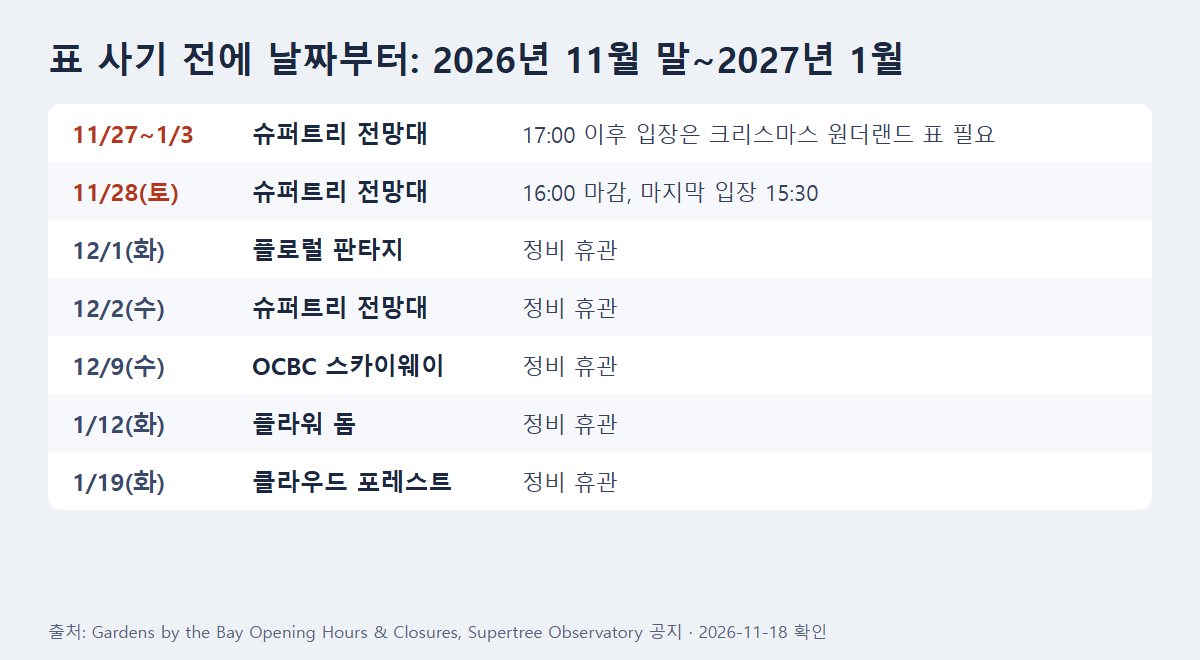 표 사기 전에 날짜부터: 2026년 11월 말~2027년 1월
11/27~1/3 슈퍼트리 전망대 17:00 이후 입장은 크리스마스 원더랜드 표 필요
11/28(토) 슈퍼트리 전망대 16:00 마감, 마지막 입장 15:30
12/1(화) 플로럴 판타지 정비 휴관
12/2(수) 슈퍼트리 전망대 정비 휴관
12/9(수) OCBC 스카이웨이 정비 휴관
1/12(화) 플라워 돔 정비 휴관
1/19(화) 클라우드 포레스트 정비 휴관
출처: Gardens by the Bay Opening Hours & Closures, Supertree Observatory 공지 · 2026-11-18 확인